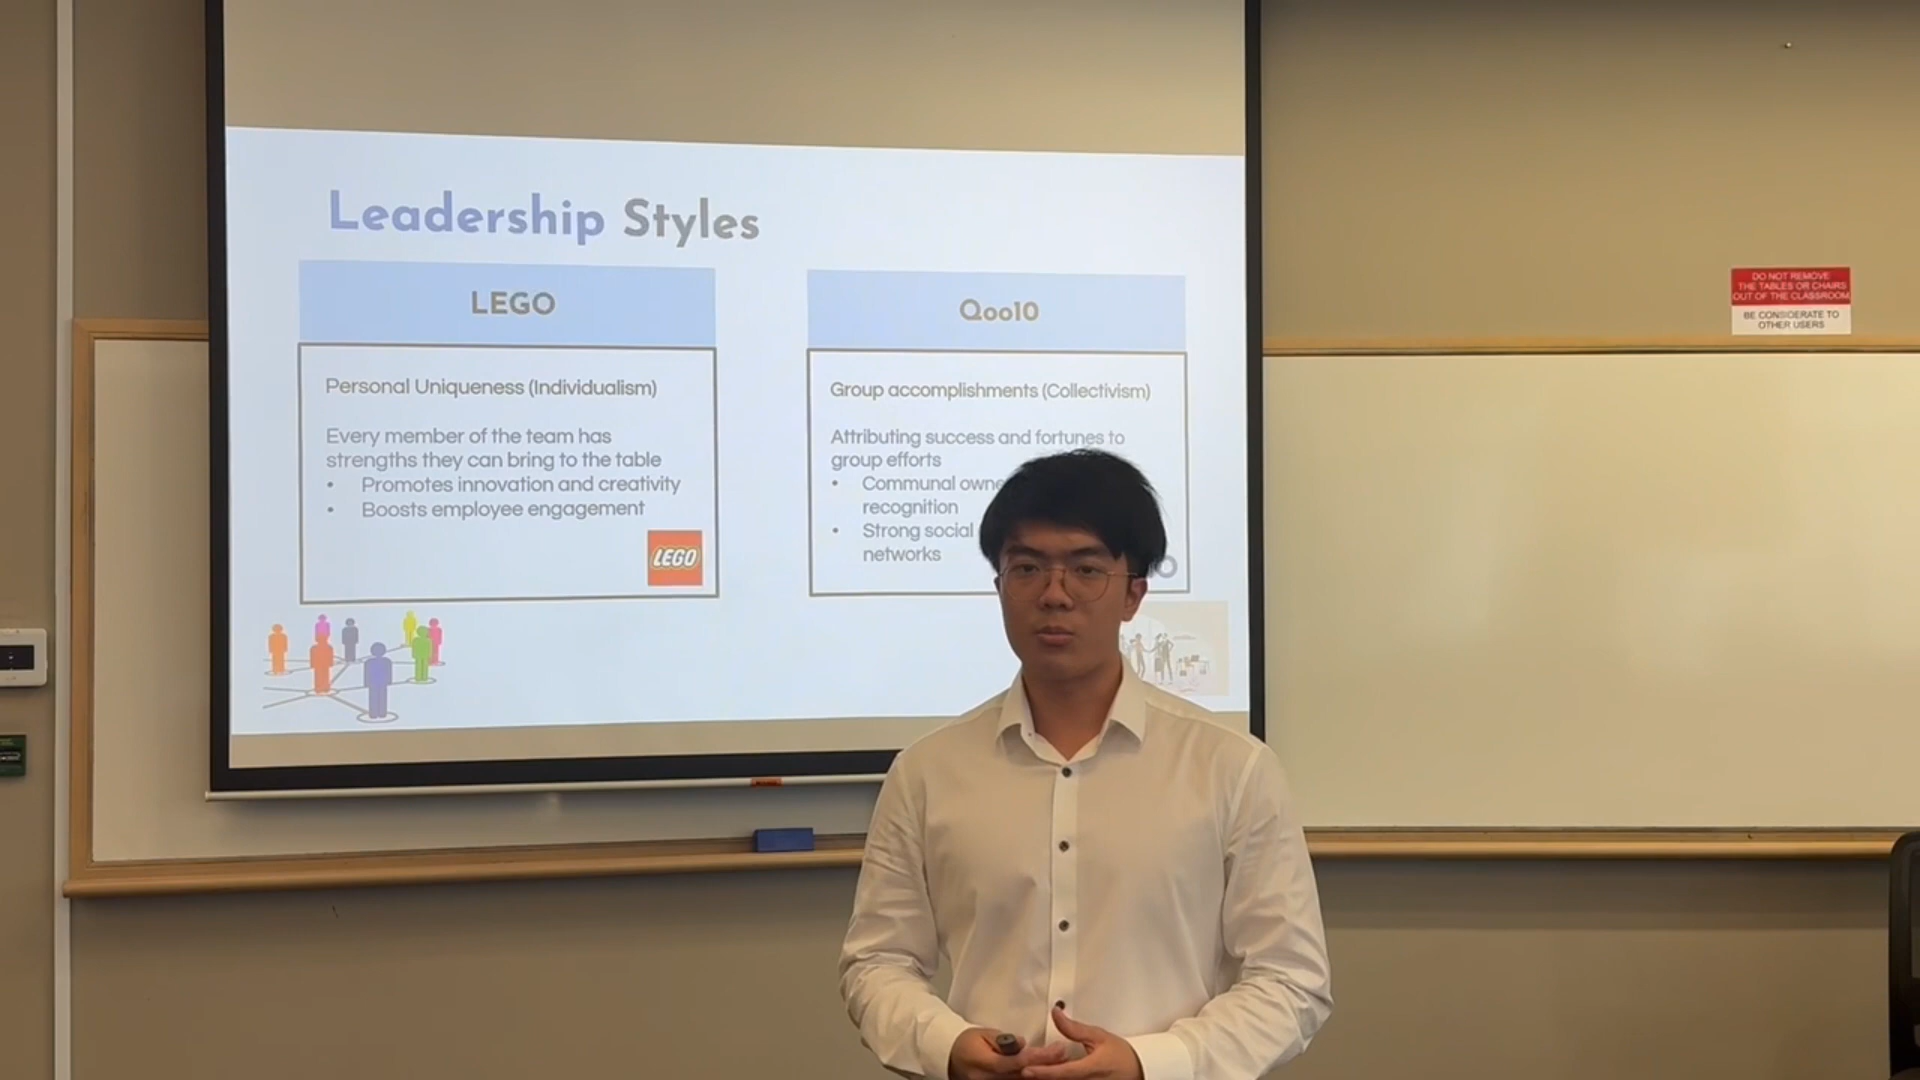 Leadership Styles
LEGO
Personal Uniqueness (Individualism)
Every member of the team has
strengths they can bring to the table
• Promotes innovation and creativity
• Boosts employee engagement
LEGO
Qoo10
Group accomplishments (Collectivism)
Attributing success and fortunes to
group efforts
• Communal
recognition
• Strong social
networks
DO NOT REMOVE
THE TABLES OR CHAIRS
OUT OF THE CLASSROOM
BE CONSIDERATE TO
OTHER USERS